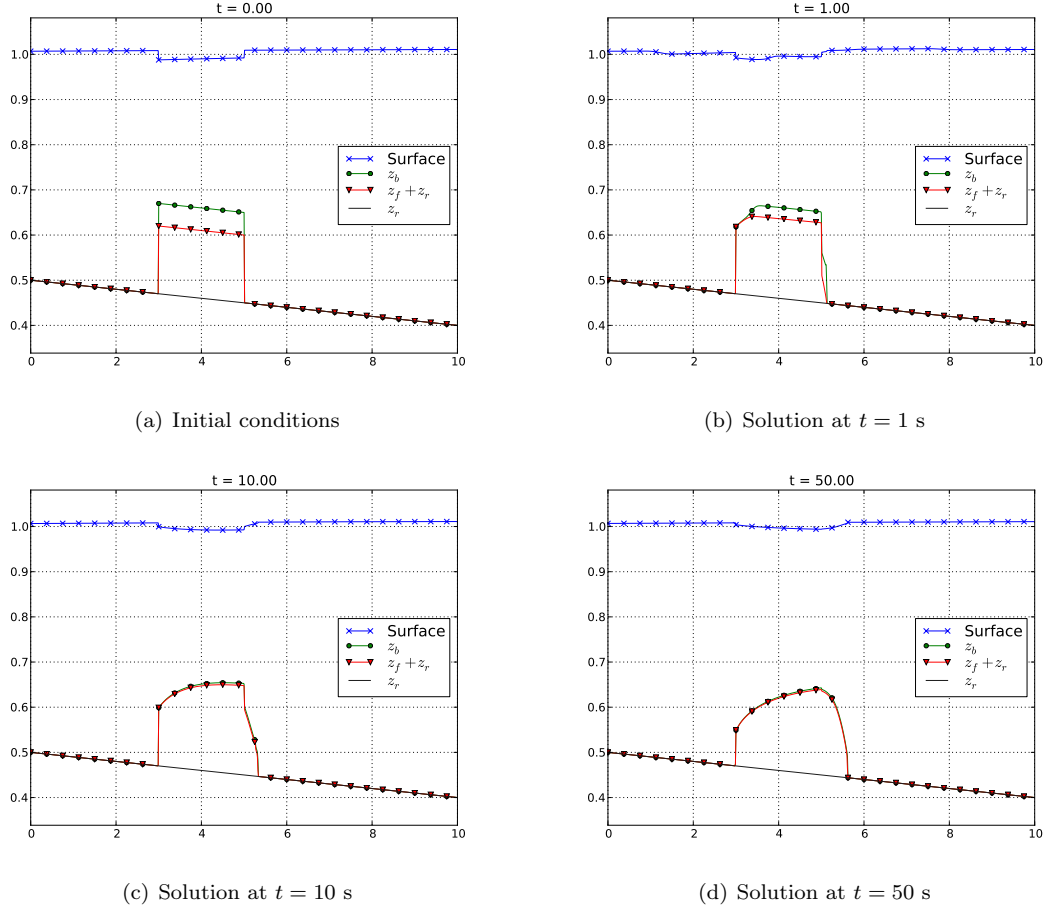 t = 0.00
1.0
0.9
0.8
0.7
0.6
0.5
0.4
0 2 4 6 8 10
Surface
z_b
z_f + z_r
z_r
(a) Initial conditions
t = 1.00
1.0
0.9
0.8
0.7
0.6
0.5
0.4
0 2 4 6 8 10
Surface
z_b
z_f + z_r
z_r
(b) Solution at t = 1 s
t = 10.00
1.0
0.9
0.8
0.7
0.6
0.5
0.4
0 2 4 6 8 10
Surface
z_b
z_f + z_r
z_r
(c) Solution at t = 10 s
t = 50.00
1.0
0.9
0.8
0.7
0.6
0.5
0.4
0 2 4 6 8 10
Surface
z_b
z_f + z_r
z_r
(d) Solution at t = 50 s